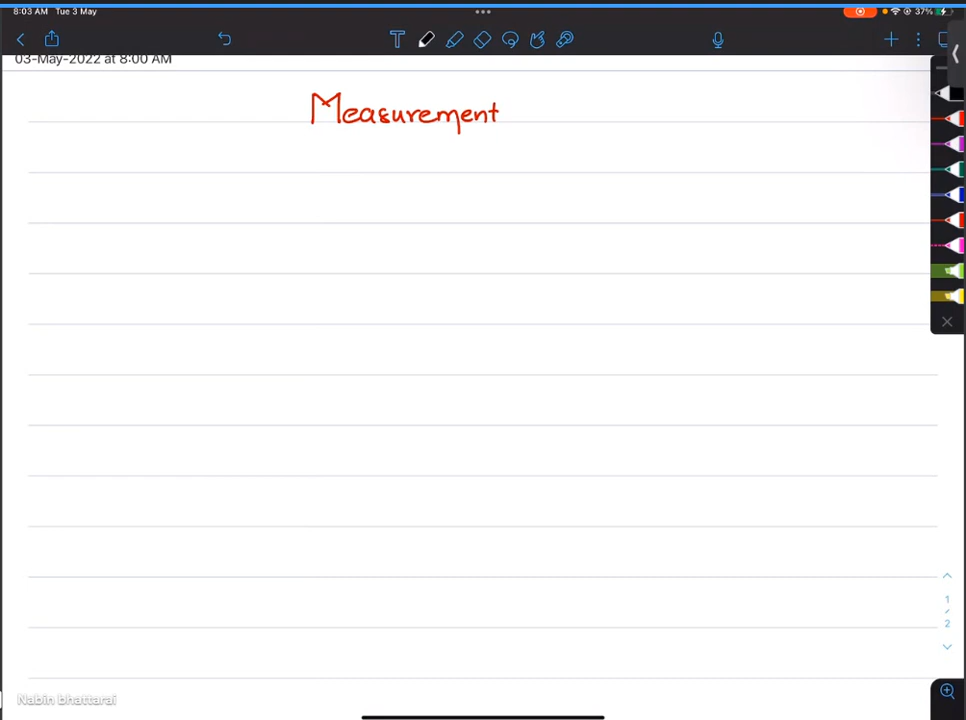 8:03 AM Tue 3 May
37%
03-May-2022 at 8:00 AM
Measurement
1
2
Nabin bhattarai